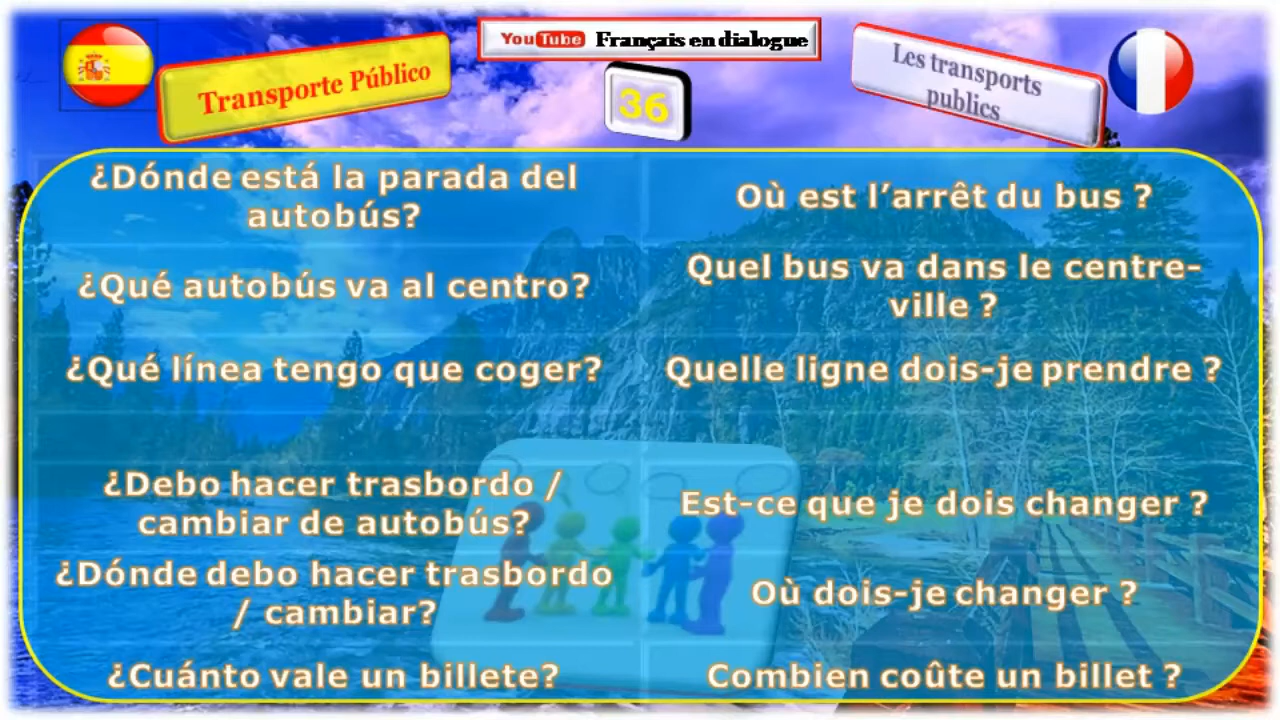 YouTube Français en dialogue
Transporte Público
36
Les transports
publics
¿Dónde está la parada del
autobús?
Où est l’arrêt du bus ?
¿Qué autobús va al centro?
Quel bus va dans le centre-
ville ?
¿Qué línea tengo que coger?
Quelle ligne dois-je prendre ?
¿Debo hacer trasbordo /
cambiar de autobús?
Est-ce que je dois changer ?
¿Dónde debo hacer trasbordo
/ cambiar?
Où dois-je changer ?
¿Cuánto vale un billete?
Combien coûte un billet ?